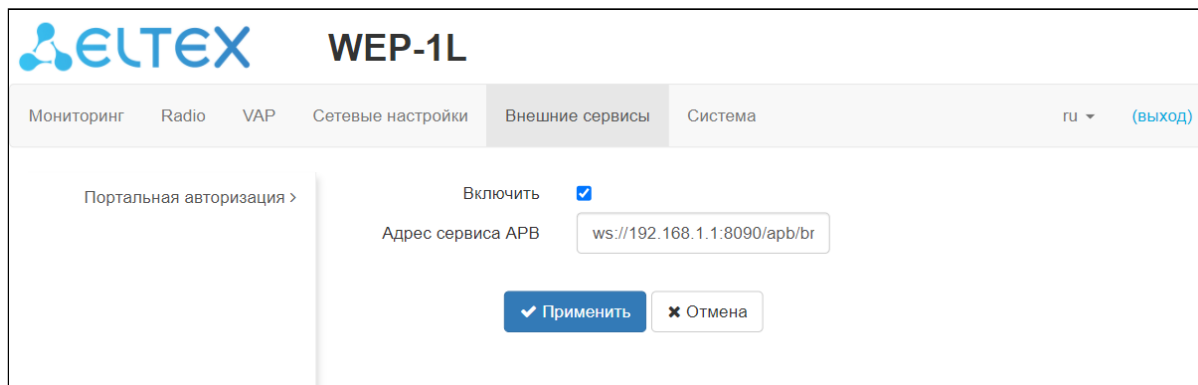 ELTEX WEP-1L
Мониторинг Radio VAP Сетевые настройки Внешние сервисы Система ru (выход)
Портальная авторизация >
Включить
Адрес сервиса APB ws://192.168.1.1:8090/apb/br
Применить Отмена